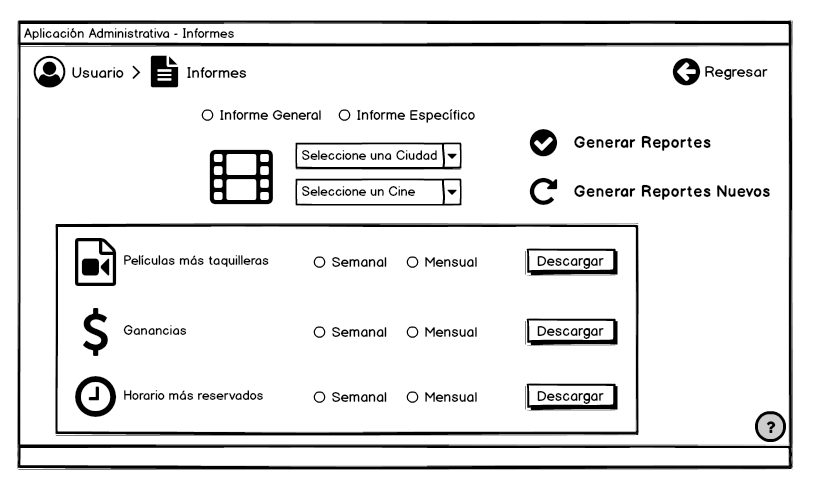 Aplicación Administrativa - Informes
Usuario > Informes
Regresar
Informe General Informe Específico
Generar Reportes
Seleccione una Ciudad
Seleccione un Cine
Generar Reportes Nuevos
Películas más taquilleras Semanal Mensual Descargar
$ Ganancias Semanal Mensual Descargar
Horario más reservados Semanal Mensual Descargar
?